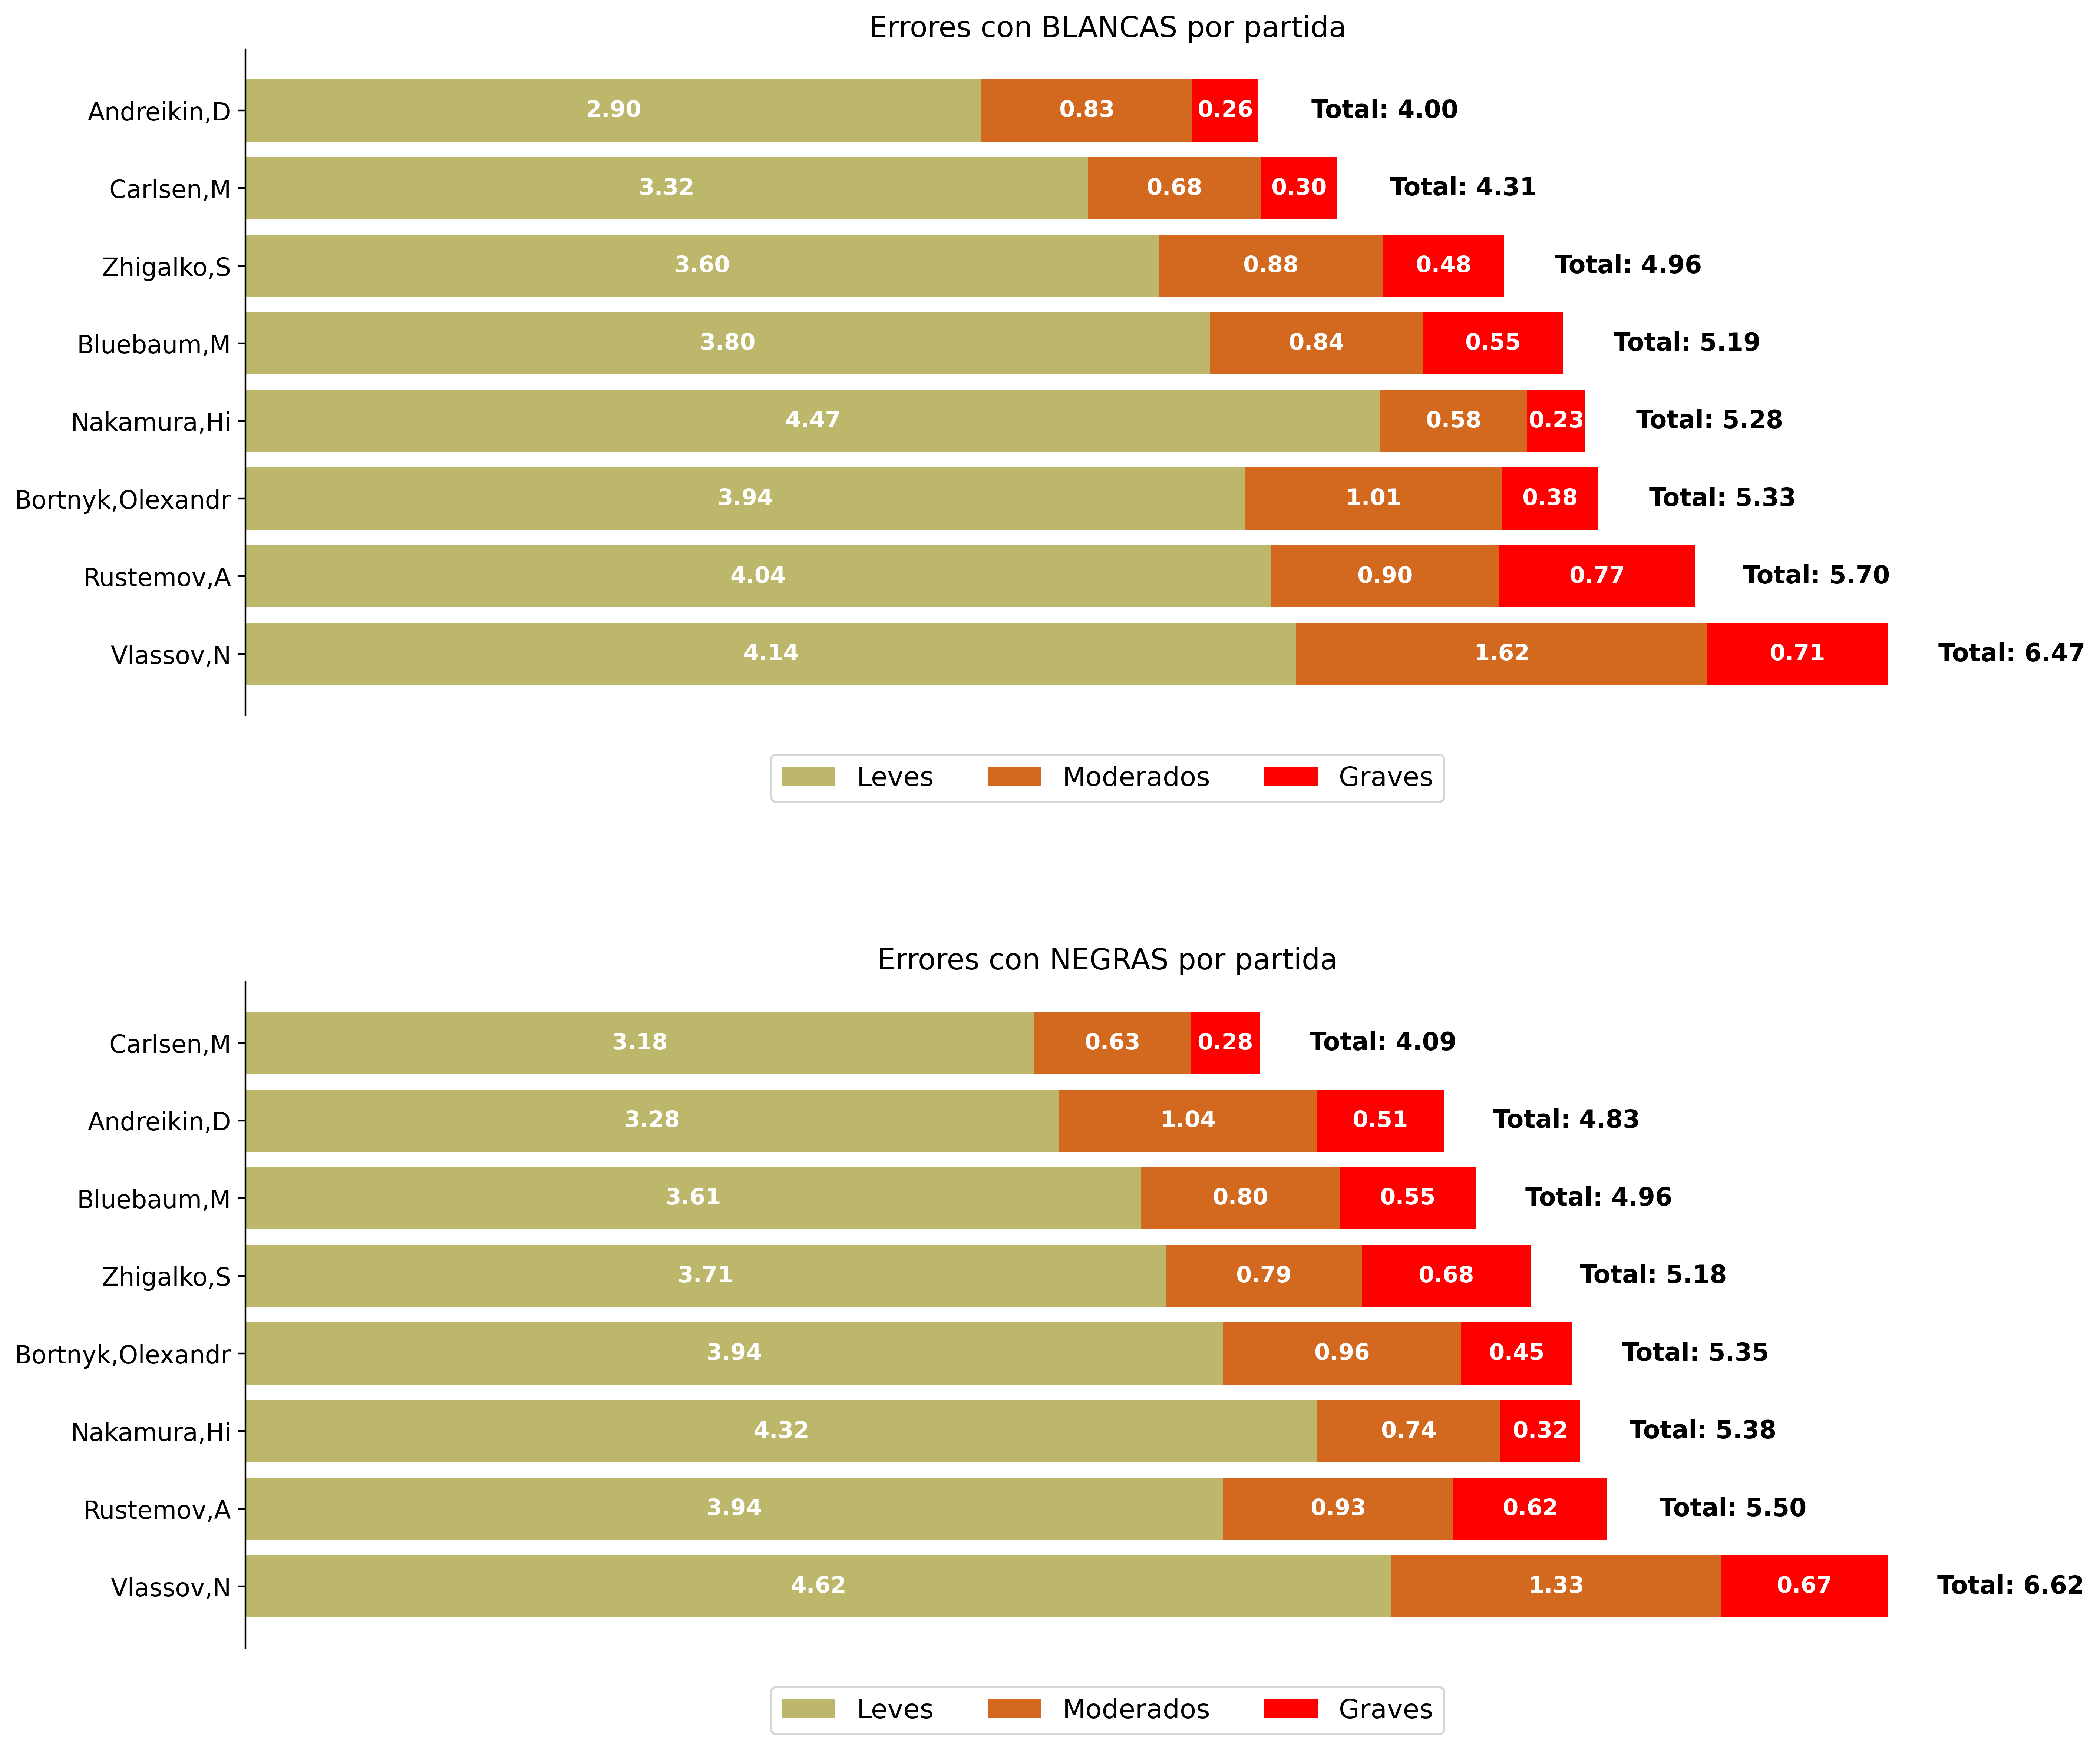 Errores con BLANCAS por partida
Andreikin,D 2.90 0.83 0.26 Total: 4.00
Carlsen,M 3.32 0.68 0.30 Total: 4.31
Zhigalko,S 3.60 0.88 0.48 Total: 4.96
Bluebaum,M 3.80 0.84 0.55 Total: 5.19
Nakamura,Hi 4.47 0.58 0.23 Total: 5.28
Bortnyk,Olexandr 3.94 1.01 0.38 Total: 5.33
Rustemov,A 4.04 0.90 0.77 Total: 5.70
Vlassov,N 4.14 1.62 0.71 Total: 6.47
Leves Moderados Graves
Errores con NEGRAS por partida
Carlsen,M 3.18 0.63 0.28 Total: 4.09
Andreikin,D 3.28 1.04 0.51 Total: 4.83
Bluebaum,M 3.61 0.80 0.55 Total: 4.96
Zhigalko,S 3.71 0.79 0.68 Total: 5.18
Bortnyk,Olexandr 3.94 0.96 0.45 Total: 5.35
Nakamura,Hi 4.32 0.74 0.32 Total: 5.38
Rustemov,A 3.94 0.93 0.62 Total: 5.50
Vlassov,N 4.62 1.33 0.67 Total: 6.62
Leves Moderados Graves